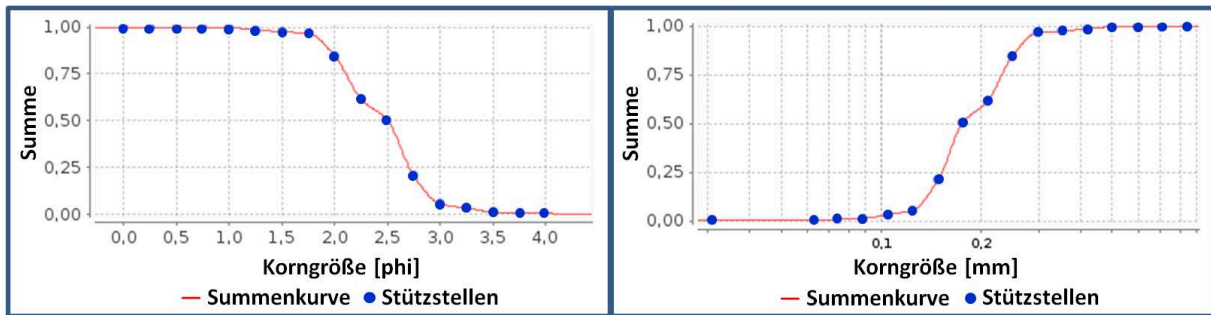 1,00
0,75
0,50
0,25
0,00
Summe
0,0 0,5 1,0 1,5 2,0 2,5 3,0 3,5 4,0
Korngröße [phi]
Summenkurve Stützstellen
1,00
0,75
0,50
0,25
0,00
Summe
0,1 0,2
Korngröße [mm]
Summenkurve Stützstellen